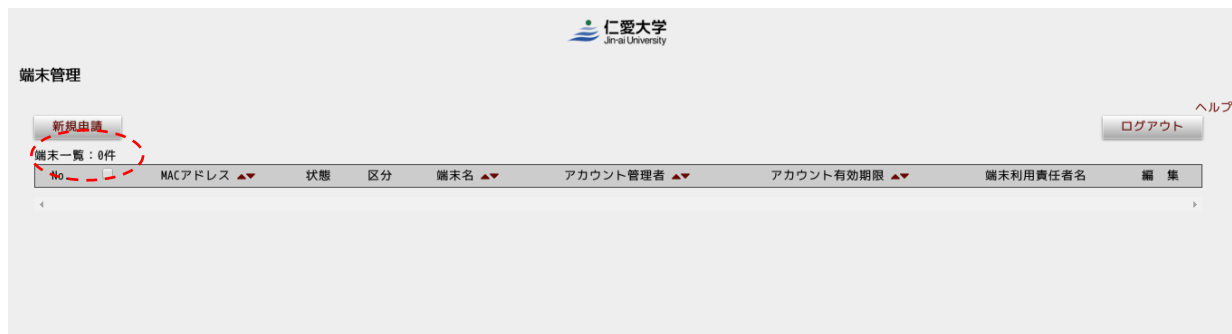 仁愛大学
Jin-ai University
端末管理
ヘルプ
新規申請
ログアウト
端末一覧：0件
No. MACアドレス ▲▼ 状態 区分 端末名 ▲▼ アカウント管理者 ▲▼ アカウント有効期限 ▲▼ 端末利用責任者名 編 集